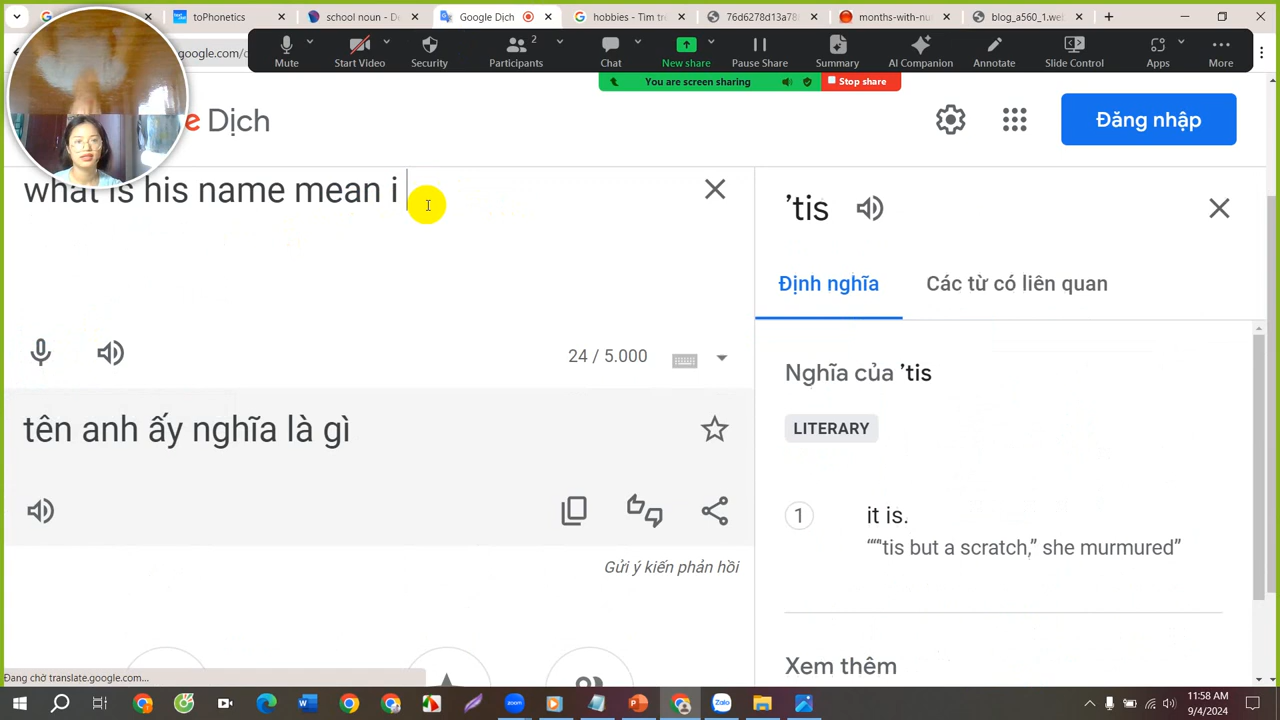 toPhonetics
school noun - De
Google Dịch
hobbies - Tìm tr
76d6278d13a78
months-with-nu
blog_a560_1.we
google.com/
Mute
Start Video
Security
2
Participants
Chat
New share
Pause Share
Summary
AI Companion
Annotate
Slide Control
Apps
More
You are screen sharing
Stop share
e Dịch
Đăng nhập
what is his name mean i
24 / 5.000
tên anh ấy nghĩa là gì
Gửi ý kiến phản hồi
’tis
Định nghĩa
Các từ có liên quan
Nghĩa của ’tis
LITERARY
1
it is.
“““tis but a scratch,” she murmured”
Xem thêm
Đang chờ translate.google.com...
zoom
Zalo
11:58 AM
9/4/2024